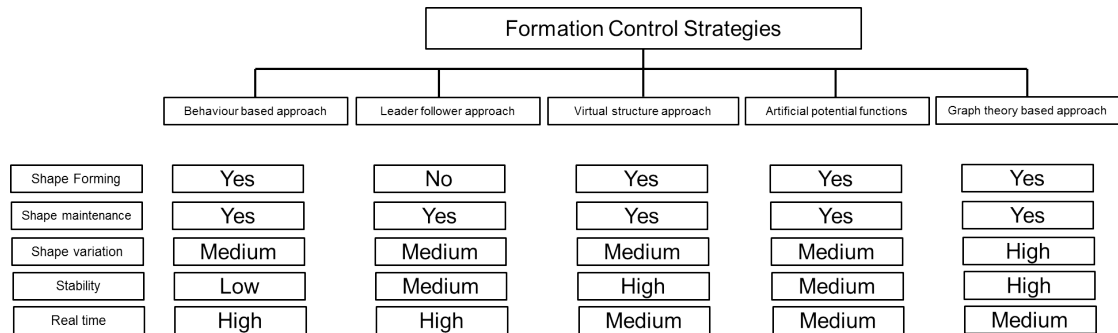 Formation Control Strategies
Behaviour based approach
Leader follower approach
Virtual structure approach
Artificial potential functions
Graph theory based approach
Shape Forming
Yes
No
Yes
Yes
Yes
Shape maintenance
Yes
Yes
Yes
Yes
Yes
Shape variation
Medium
Medium
Medium
Medium
High
Stability
Low
Medium
High
Medium
High
Real time
High
High
Medium
Medium
Medium